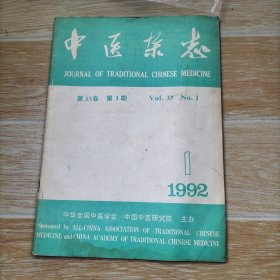 中医杂志
JOURNAL OF TRADITIONAL CHINESE MEDICINE
第33卷 第1期 Vol. 33 No. 1
1
1992
中华全国中医学会 中国中医研究院 主办
Sponsored by ALL-CHINA ASSOCIATION OF TRADITIONAL CHINESE
MEDICINE and CHINA ACADEMY OF TRADITIONAL CHINESE MEDICINE